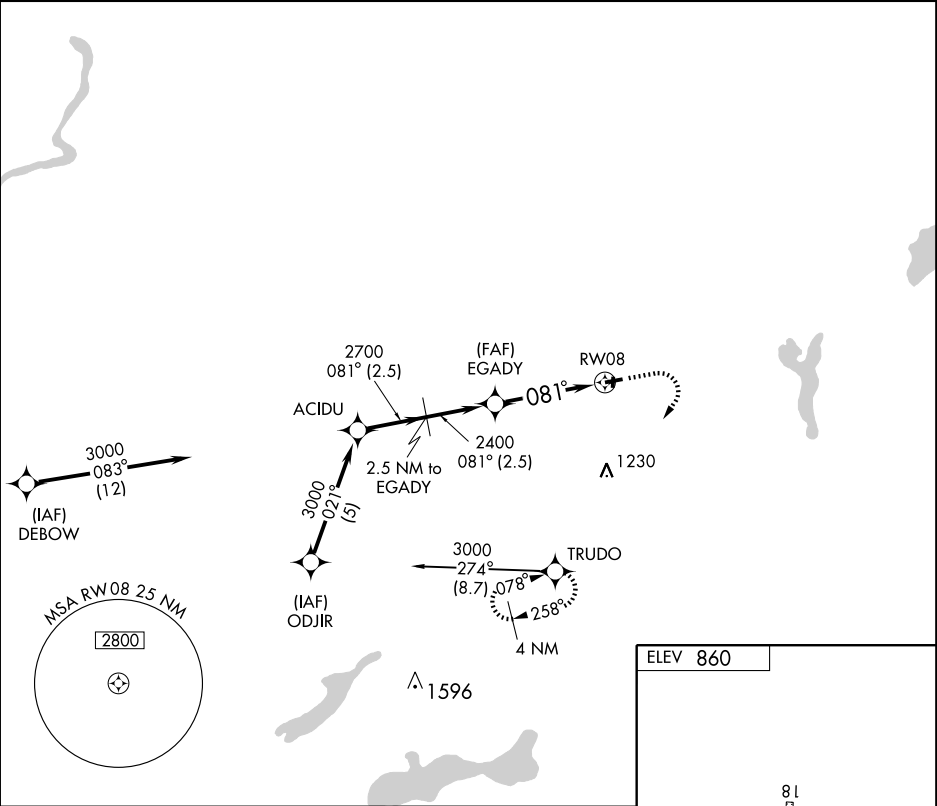 2700
081° (2.5)
(FAF)
EGADY
RW08
ACIDU
081°
2400
081° (2.5)
2.5 NM to
EGADY
1230
3000
083°
(12)
(IAF)
DEBOW
3000
021°
(5)
(IAF)
ODJIR
3000
274°
(8.7)
TRUDO
078°
258°
4 NM
MSA RW08 25 NM
2800
1596
ELEV 860
18